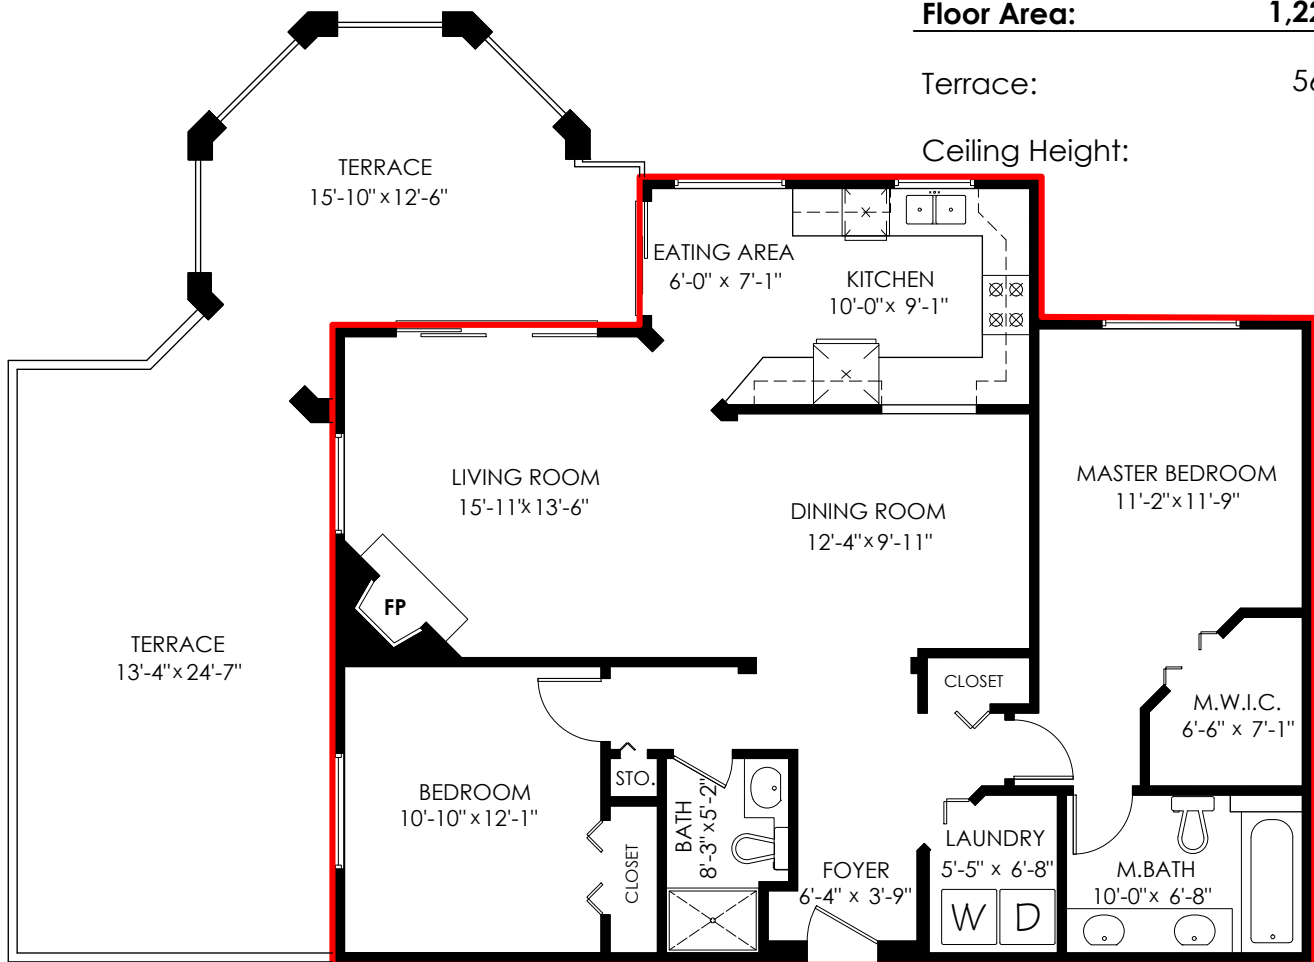 Floor Area: 1,22
Terrace: 56
Ceiling Height:
TERRACE
15'-10" x 12'-6"
EATING AREA
6'-0" x 7'-1"
KITCHEN
10'-0" x 9'-1"
LIVING ROOM
15'-11" x 13'-6"
DINING ROOM
12'-4" x 9'-11"
MASTER BEDROOM
11'-2" x 11'-9"
FP
TERRACE
13'-4" x 24'-7"
CLOSET
M.W.I.C.
6'-6" x 7'-1"
BEDROOM
10'-10" x 12'-1"
STO.
CLOSET
BATH
8'-3" x 5'-2"
FOYER
6'-4" x 3'-9"
LAUNDRY
5'-5" x 6'-8"
W D
M.BATH
10'-0" x 6'-8"